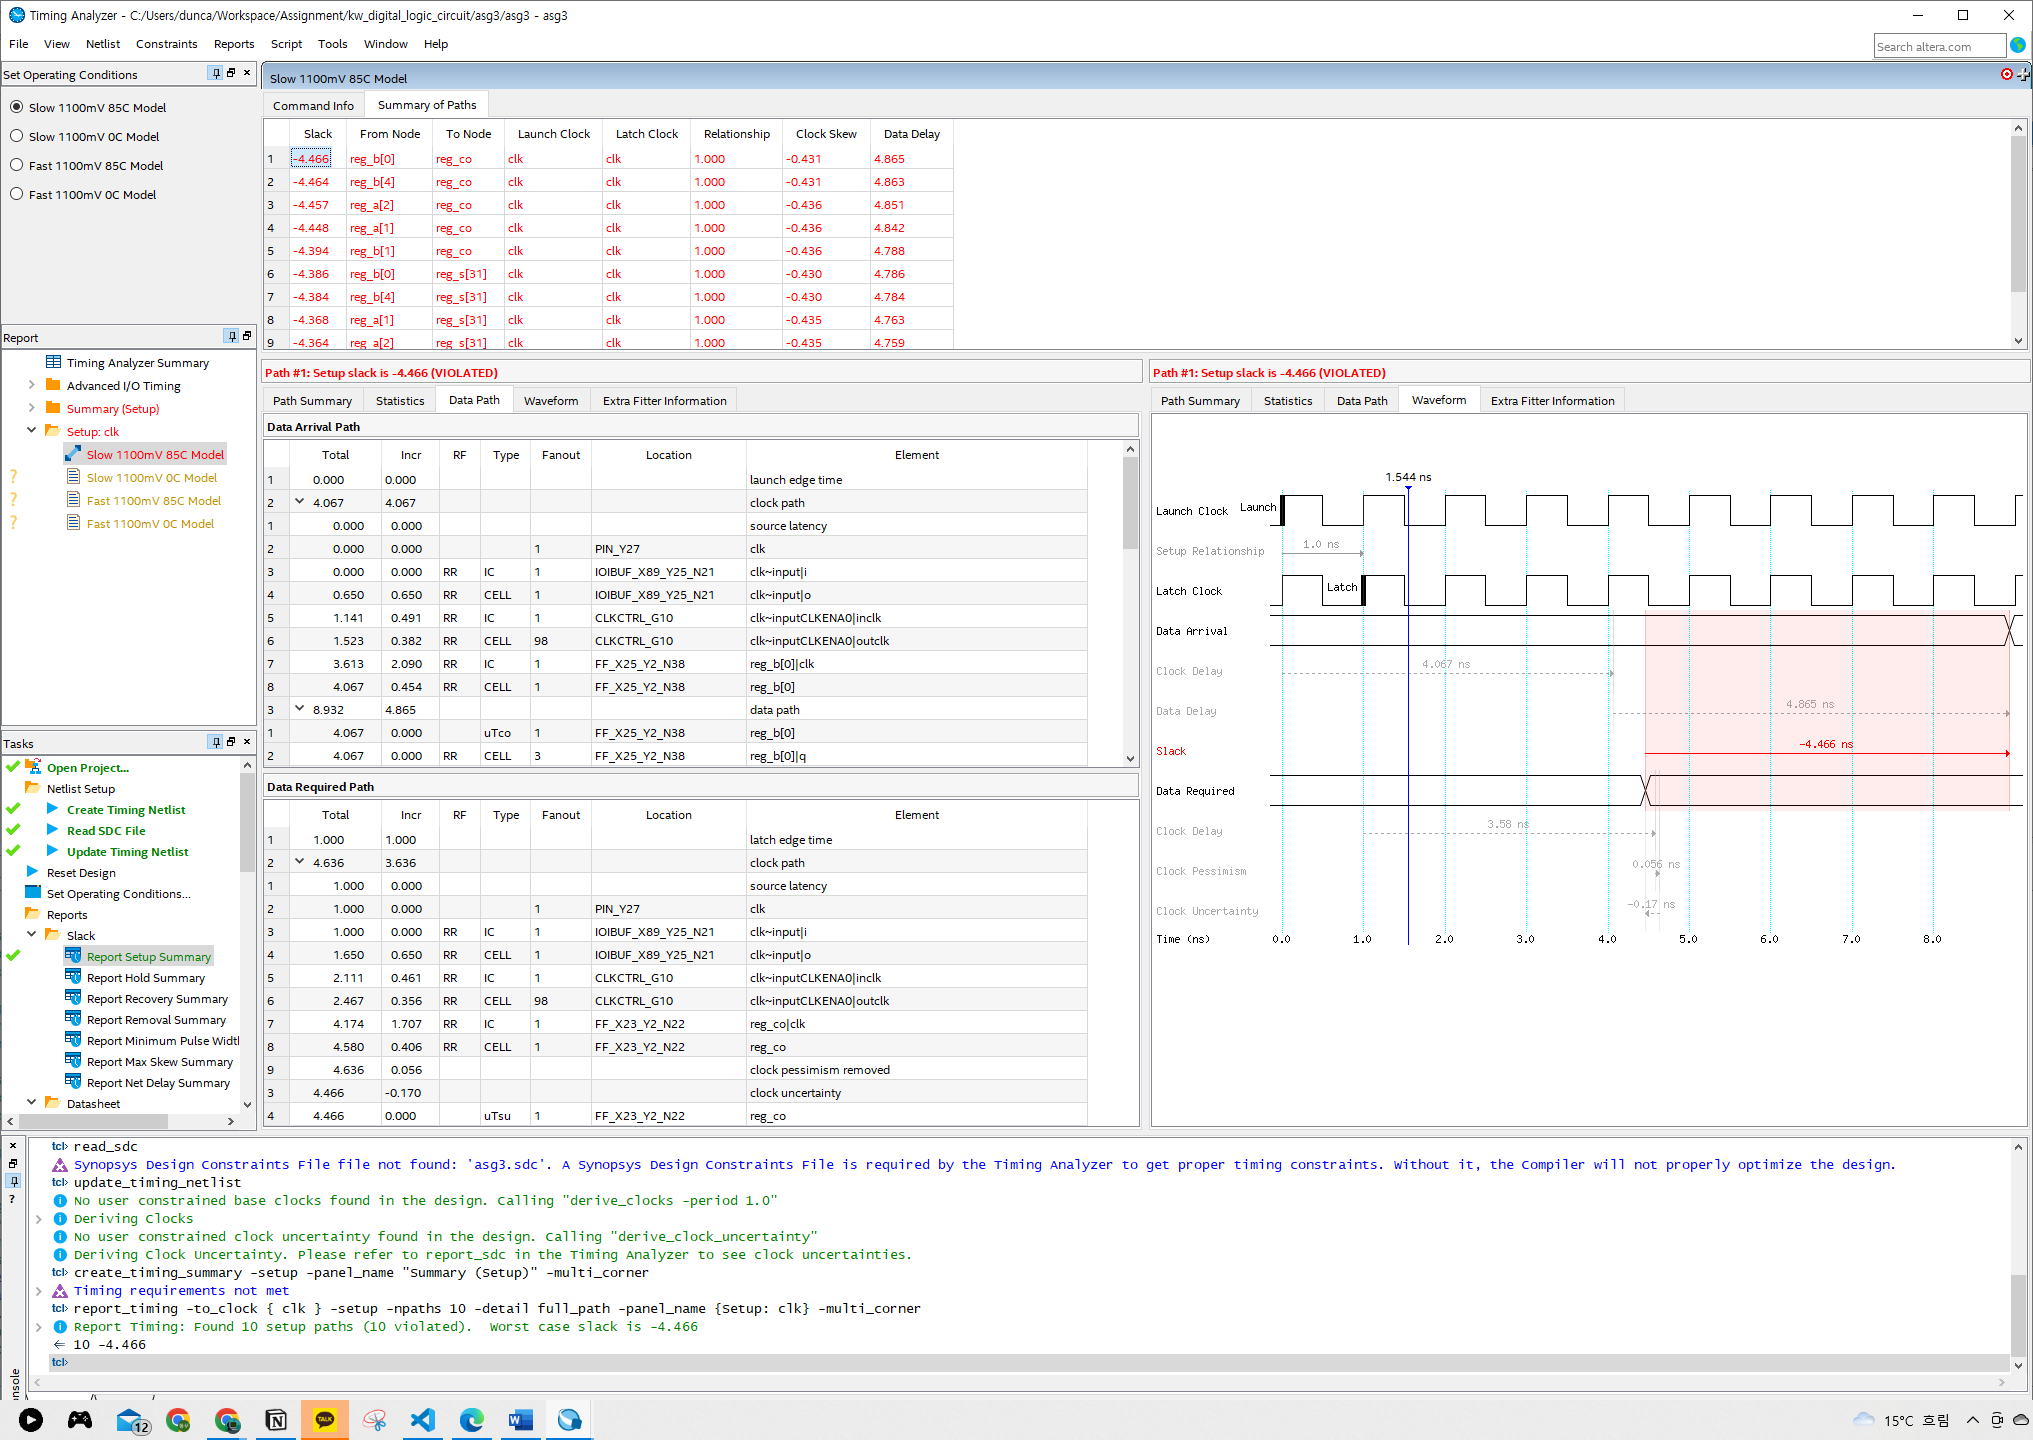 Timing Analyzer - C:/Users/dunca/Workspace/Assignment/kw_digital_logic_circuit/asg3/asg3 - asg3
File View Netlist Constraints Reports Script Tools Window Help
Search altera.com
Set Operating Conditions
Slow 1100mV 85C Model
Slow 1100mV 0C Model
Fast 1100mV 85C Model
Fast 1100mV 0C Model
Report
Timing Analyzer Summary
Advanced I/O Timing
Summary (Setup)
Setup: clk
Slow 1100mV 85C Model
? Slow 1100mV 0C Model
? Fast 1100mV 85C Model
? Fast 1100mV 0C Model
Tasks
Open Project...
Netlist Setup
Create Timing Netlist
Read SDC File
Update Timing Netlist
Reset Design
Set Operating Conditions...
Reports
Slack
Report Setup Summary
Report Hold Summary
Report Recovery Summary
Report Removal Summary
Report Minimum Pulse Widtl
Report Max Skew Summary
Report Net Delay Summary
Datasheet
Slow 1100mV 85C Model
Command Info Summary of Paths
Slack From Node To Node Launch Clock Latch Clock Relationship Clock Skew Data Delay
1 -4.466 reg_b[0] reg_co clk clk 1.000 -0.431 4.865
2 -4.464 reg_b[4] reg_co clk clk 1.000 -0.431 4.863
3 -4.457 reg_a[2] reg_co clk clk 1.000 -0.436 4.851
4 -4.448 reg_a[1] reg_co clk clk 1.000 -0.436 4.842
5 -4.394 reg_b[1] reg_co clk clk 1.000 -0.436 4.788
6 -4.386 reg_b[0] reg_s[31] clk clk 1.000 -0.430 4.786
7 -4.384 reg_b[4] reg_s[31] clk clk 1.000 -0.430 4.784
8 -4.368 reg_a[1] reg_s[31] clk clk 1.000 -0.435 4.763
9 -4.364 reg_a[2] reg_s[31] clk clk 1.000 -0.435 4.759
Path #1: Setup slack is -4.466 (VIOLATED)
Path Summary Statistics Data Path Waveform Extra Fitter Information
Data Arrival Path
Total Incr RF Type Fanout Location Element
1 0.000 0.000 launch edge time
2 4.067 4.067 clock path
1 0.000 0.000 source latency
2 0.000 0.000 1 PIN_Y27 clk
3 0.000 0.000 RR IC 1 IOIBUF_X89_Y25_N21 clk~input|i
4 0.650 0.650 RR CELL 1 IOIBUF_X89_Y25_N21 clk~input|o
5 1.141 0.491 RR IC 1 CLKCTRL_G10 clk~inputCLKENA0|inclk
6 1.523 0.382 RR CELL 98 CLKCTRL_G10 clk~inputCLKENA0|outclk
7 3.613 2.090 RR IC 1 FF_X25_Y2_N38 reg_b[0]|clk
8 4.067 0.454 RR CELL 1 FF_X25_Y2_N38 reg_b[0]
3 8.932 4.865 data path
1 4.067 0.000 uTco 1 FF_X25_Y2_N38 reg_b[0]
2 4.067 0.000 RR CELL 3 FF_X25_Y2_N38 reg_b[0]|q
Data Required Path
Total Incr RF Type Fanout Location Element
1 1.000 1.000 latch edge time
2 4.636 3.636 clock path
1 1.000 0.000 source latency
2 1.000 0.000 1 PIN_Y27 clk
3 1.000 0.000 RR IC 1 IOIBUF_X89_Y25_N21 clk~input|i
4 1.650 0.650 RR CELL 1 IOIBUF_X89_Y25_N21 clk~input|o
5 2.111 0.461 RR IC 1 CLKCTRL_G10 clk~inputCLKENA0|inclk
6 2.467 0.356 RR CELL 98 CLKCTRL_G10 clk~inputCLKENA0|outclk
7 4.174 1.707 RR IC 1 FF_X23_Y2_N22 reg_co|clk
8 4.580 0.406 RR CELL 1 FF_X23_Y2_N22 reg_co
9 4.636 0.056 clock pessimism removed
3 4.466 -0.170 clock uncertainty
4 4.466 0.000 uTsu 1 FF_X23_Y2_N22 reg_co
Path #1: Setup slack is -4.466 (VIOLATED)
Path Summary Statistics Data Path Waveform Extra Fitter Information
1.544 ns
Launch Clock Launch
Setup Relationship 1.0 ns
Latch Clock Latch
Data Arrival
Clock Delay 4.067 ns
Data Delay 4.865 ns
Slack -4.466 ns
Data Required
Clock Delay 3.58 ns
Clock Pessimism 0.056 ns
Clock Uncertainty -0.17 ns
Time (ns) 0.0 1.0 2.0 3.0 4.0 5.0 6.0 7.0 8.0
tcl> read_sdc
Synopsys Design Constraints File file not found: 'asg3.sdc'. A Synopsys Design Constraints File is required by the Timing Analyzer to get proper timing constraints. Without it, the Compiler will not properly optimize the design.
tcl> update_timing_netlist
No user constrained base clocks found in the design. Calling "derive_clocks -period 1.0"
Deriving Clocks
No user constrained clock uncertainty found in the design. Calling "derive_clock_uncertainty"
Deriving Clock Uncertainty. Please refer to report_sdc in the Timing Analyzer to see clock uncertainties.
tcl> create_timing_summary -setup -panel_name "Summary (Setup)" -multi_corner
Timing requirements not met
tcl> report_timing -to_clock { clk } -setup -npaths 10 -detail full_path -panel_name {Setup: clk} -multi_corner
Report Timing: Found 10 setup paths (10 violated). Worst case slack is -4.466
10 -4.466
tcl>
nsole
12
TALK
15°C 흐림